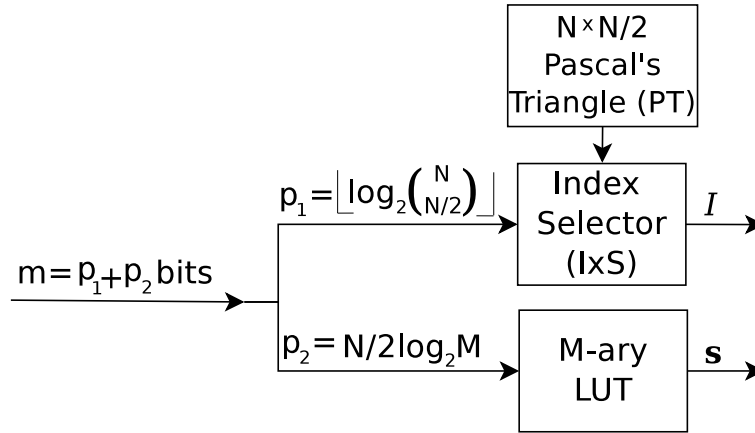 N×N/2
Pascal's
Triangle (PT)
p₁=⌊log₂(N N/2)⌋
Index
Selector
(IxS)
I
m=p₁+p₂ bits
p₂=N/2log₂M
M-ary
LUT
s